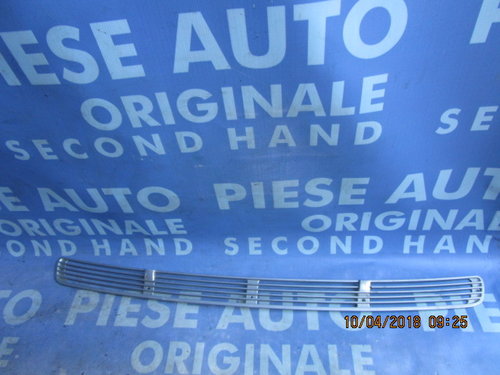 PIESE AUTO
ORIGINALE
SECOND HAND
PIESE AUTO
ORIGINALE
SECOND HAND
PIESE AUTO
ORIGINALE
SECOND HAND
PIESE AUTO
ORIGINALE
10/04/2018 09:25